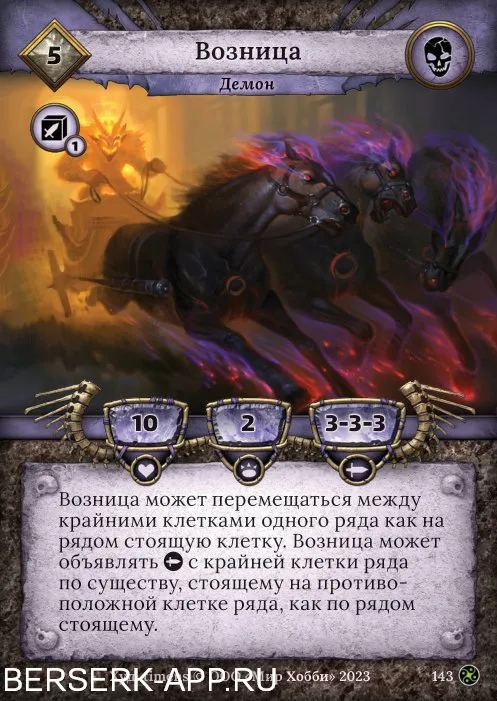 5
Возница
Демон
1
10
2
3-3-3
Возница может перемещаться между
крайними клетками одного ряда как на
рядом стоящую клетку. Возница может
объявлять с крайней клетки ряда
по существу, стоящему на противо-
положной клетке ряда, как по рядом
стоящему.
ООО «Мир Хобби» 2023
143
BERSERK-APP.РУ